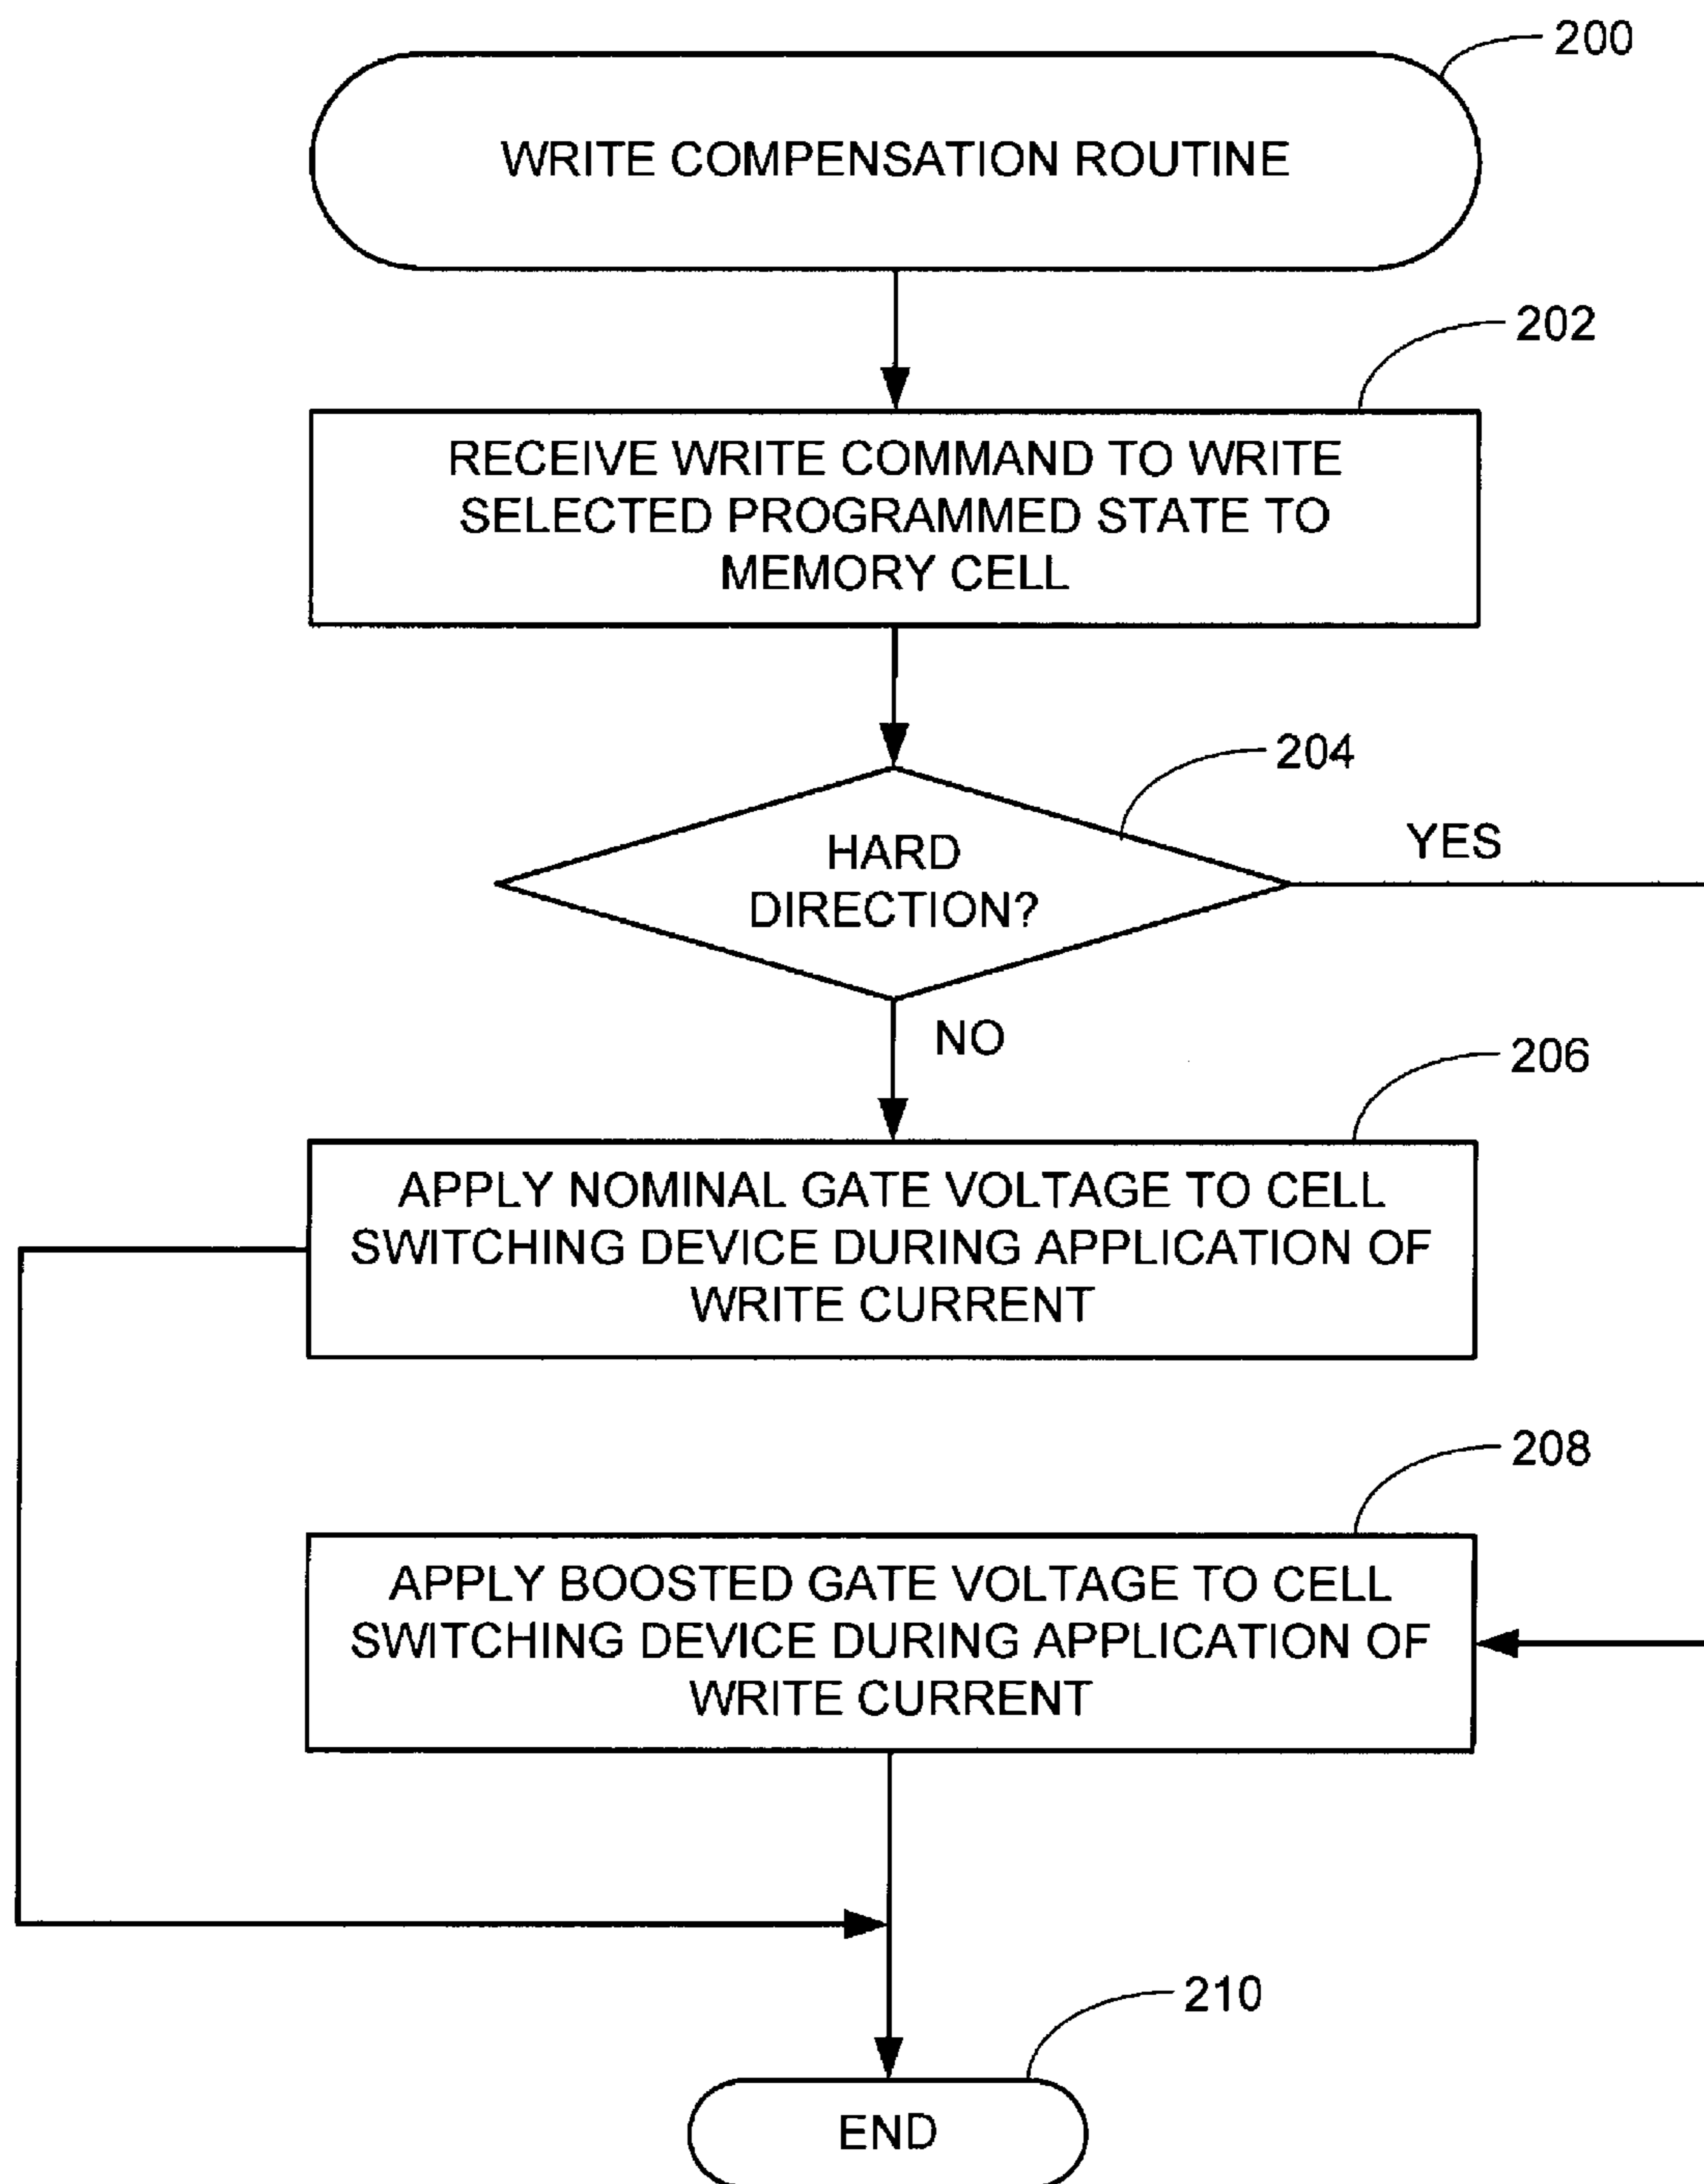 200
WRITE COMPENSATION ROUTINE
202
RECEIVE WRITE COMMAND TO WRITE
SELECTED PROGRAMMED STATE TO
MEMORY CELL
204
HARD
DIRECTION?
YES
NO
206
APPLY NOMINAL GATE VOLTAGE TO CELL
SWITCHING DEVICE DURING APPLICATION OF
WRITE CURRENT
208
APPLY BOOSTED GATE VOLTAGE TO CELL
SWITCHING DEVICE DURING APPLICATION OF
WRITE CURRENT
210
END